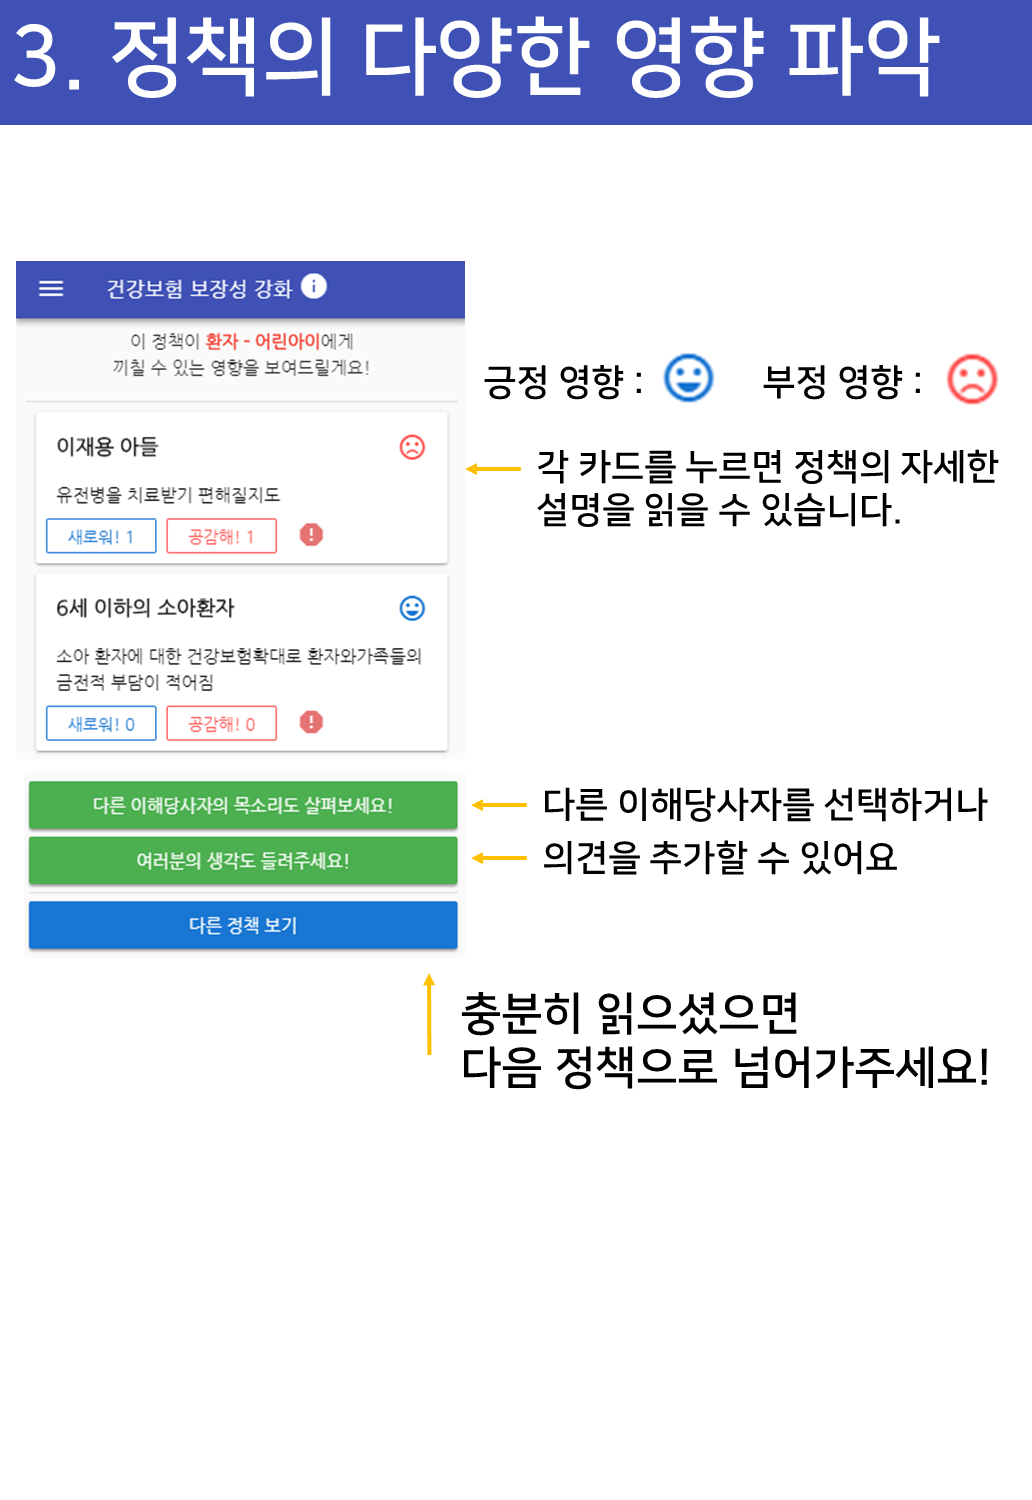 3. 정책의 다양한 영향 파악
건강보험 보장성 강화
이 정책이 환자 - 어린아이에게
끼칠 수 있는 영향을 보여드릴게요!
긍정 영향 :
부정 영향 :
이재용 아들
유전병을 치료받기 편해질지도
새로워! 1
공감해! 1
각 카드를 누르면 정책의 자세한
설명을 읽을 수 있습니다.
6세 이하의 소아환자
소아 환자에 대한 건강보험확대로 환자와가족들의
금전적 부담이 적어짐
새로워! 0
공감해! 0
다른 이해당사자의 목소리도 살펴보세요!
다른 이해당사자를 선택하거나
여러분의 생각도 들려주세요!
의견을 추가할 수 있어요
다른 정책 보기
충분히 읽으셨으면
다음 정책으로 넘어가주세요!